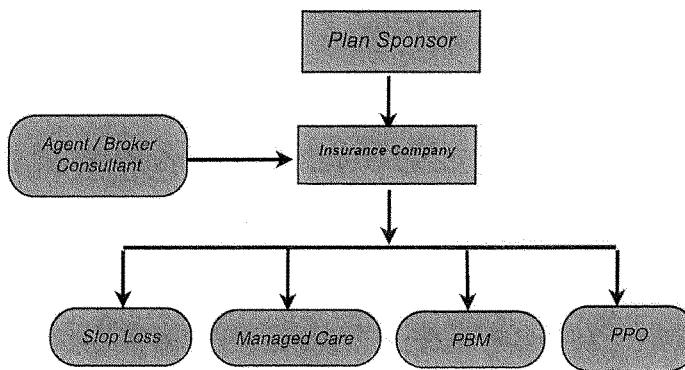 Plan Sponsor
Agent / Broker
Consultant
Insurance Company
Stop Loss
Managed Care
PBM
PPO